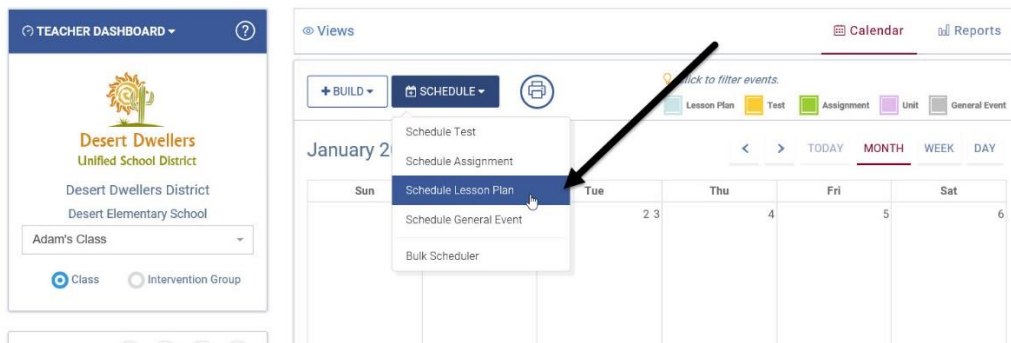 TEACHER DASHBOARD
?
Desert Dwellers
Unified School District
Desert Dwellers District
Desert Elementary School
Adam's Class
Class Intervention Group
Views
Calendar Reports
+ BUILD SCHEDULE
to filter events.
Lesson Plan Test Assignment Unit General Event
Schedule Test
Schedule Assignment
Schedule Lesson Plan
Schedule General Event
Bulk Scheduler
January 2
< > TODAY MONTH WEEK DAY
Sun Tue Thu Fri Sat
2 3 4 5 6